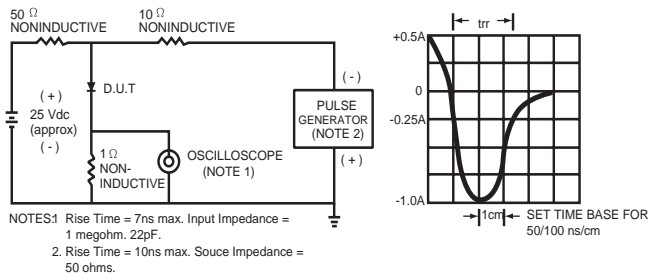 50 Ω
NONINDUCTIVE
10 Ω
NONINDUCTIVE
trr
+0.5A
D.U.T
( + )
25 Vdc
(approx)
( - )
( - )
PULSE
GENERATOR
(NOTE 2)
( + )
0
-0.25A
1 Ω
NON-
INDUCTIVE
OSCILLOSCOPE
(NOTE 1)
-1.0A
1cm
SET TIME BASE FOR
50/100 ns/cm
NOTES:1 Rise Time = 7ns max. Input Impedance =
1 megohm. 22pF.
2. Rise Time = 10ns max. Souce Impedance =
50 ohms.